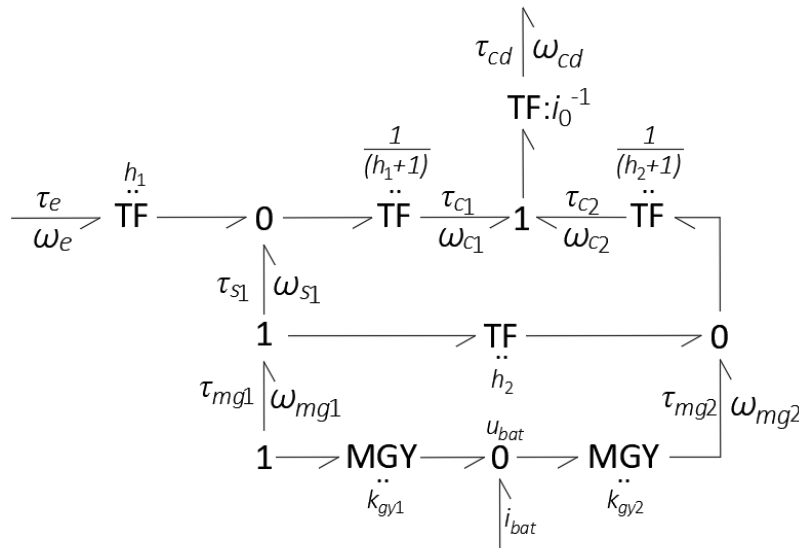 τcd ωcd
TF:i0⁻¹
h1
1/(h1+1)
1/(h2+1)
τe
TF
0
TF
τc1
1
τc2
TF
ωe
ωc1
ωc2
τs1 ωs1
1
TF
0
h2
τmg1 ωmg1
τmg2 ωmg2
ubat
1
MGY
0
MGY
kgy1
ibat
kgy2